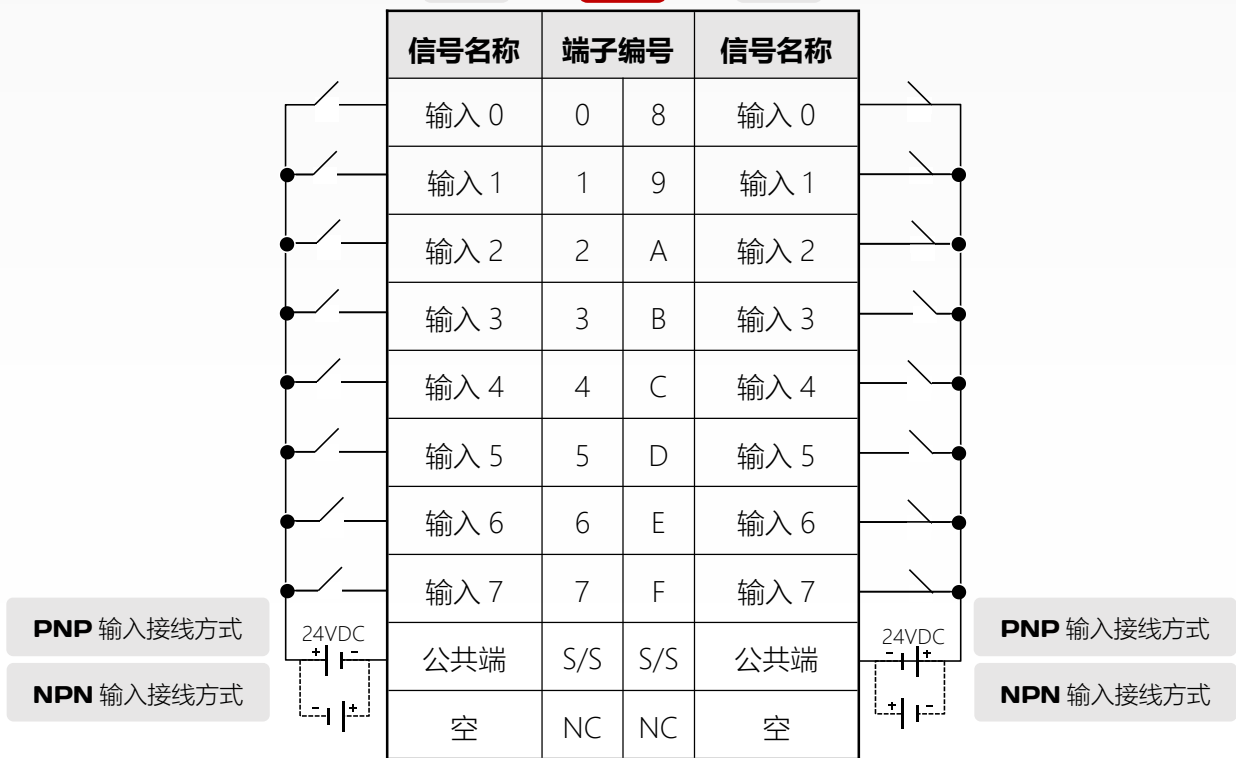 信号名称 端子编号 信号名称
输入 0 0 8 输入 0
输入 1 1 9 输入 1
输入 2 2 A 输入 2
输入 3 3 B 输入 3
输入 4 4 C 输入 4
输入 5 5 D 输入 5
输入 6 6 E 输入 6
输入 7 7 F 输入 7
PNP 输入接线方式 24VDC 公共端 S/S S/S 公共端 24VDC PNP 输入接线方式
+ - - +
NPN 输入接线方式 空 NC NC 空 NPN 输入接线方式
- + + -